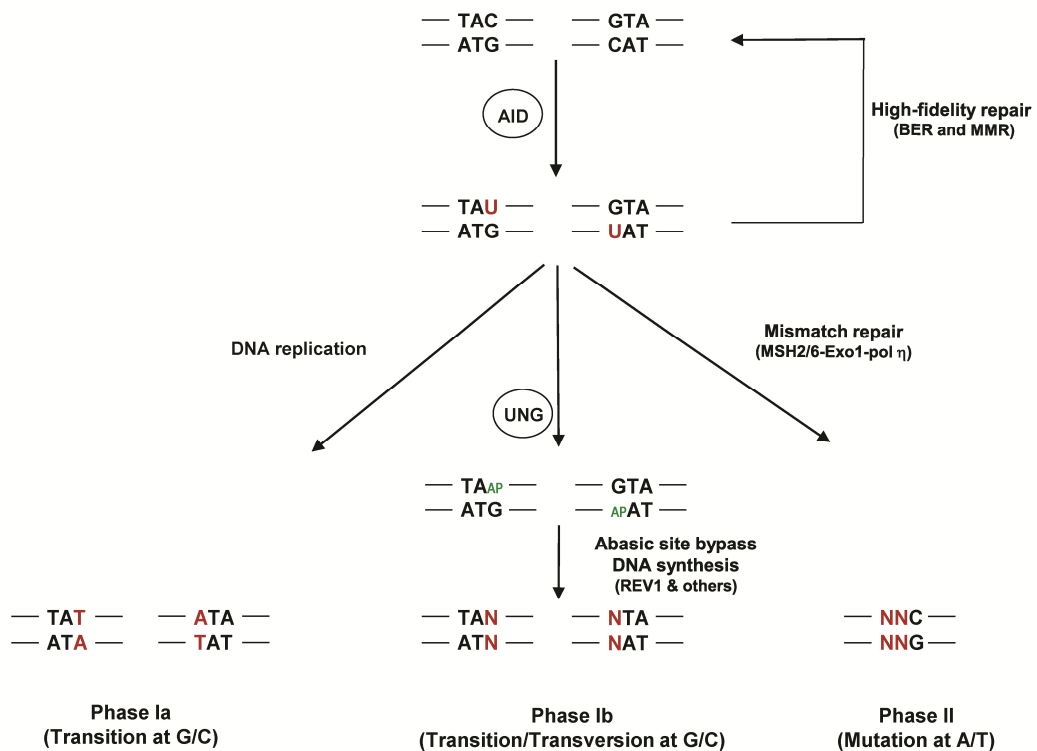 TAC GTA
ATG CAT
AID
High-fidelity repair
(BER and MMR)
TAU GTA
ATG UAT
DNA replication
Mismatch repair
(MSH2/6-Exo1-pol η)
UNG
TAAP GTA
ATG APAT
Abasic site bypass
DNA synthesis
(REV1 & others)
TAT ATA TAN NTA NNC
ATA TAT ATN NAT NNG
Phase Ia
(Transition at G/C)
Phase Ib
(Transition/Transversion at G/C)
Phase II
(Mutation at A/T)